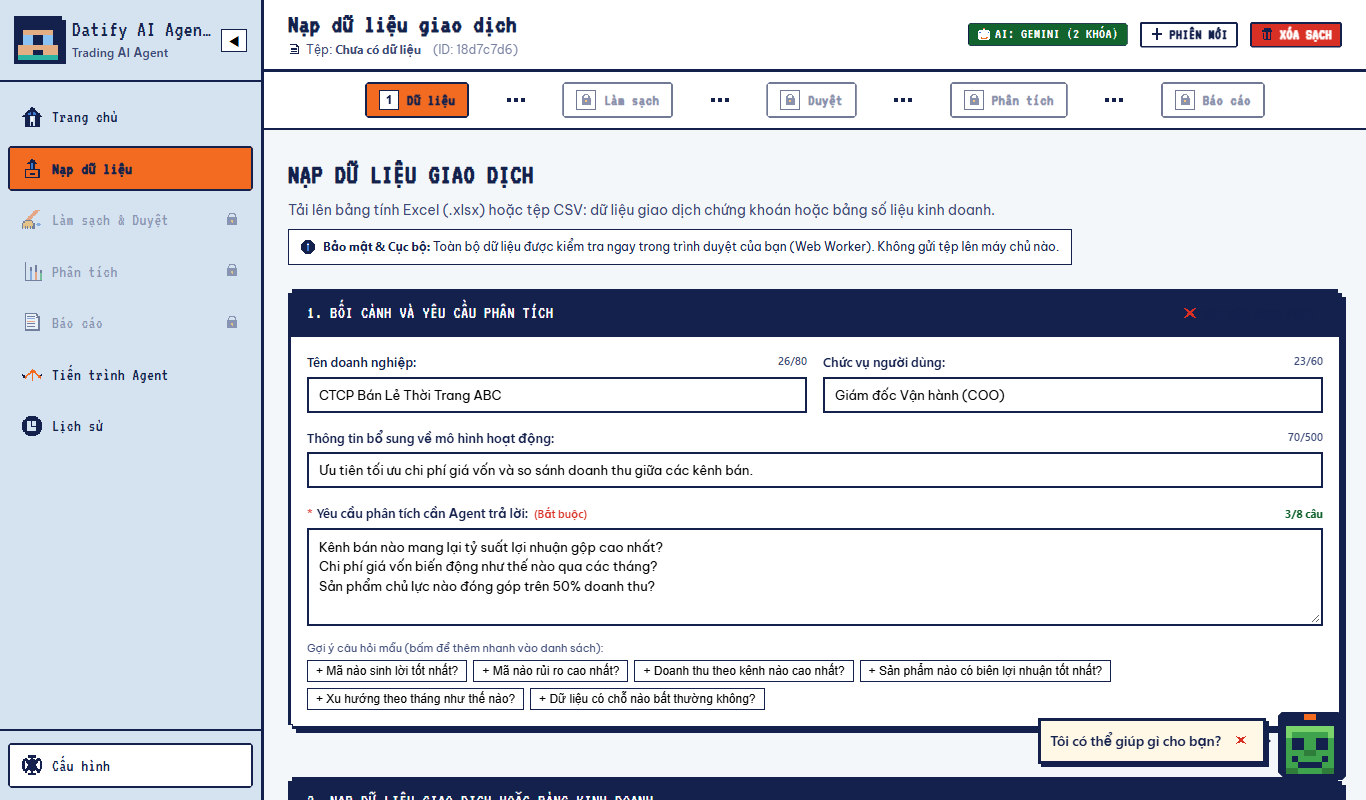 Datify AI Agen…
Trading AI Agent
Trang chủ
Nạp dữ liệu
Làm sạch & Duyệt
Phân tích
Báo cáo
Tiến trình Agent
Lịch sử
Cấu hình
Nạp dữ liệu giao dịch
Tệp: Chưa có dữ liệu (ID: 18d7c7d6)
AI: GEMINI (2 KHÓA)
PHIÊN MỚI
XÓA SẠCH
1 Dữ liệu
Làm sạch
Duyệt
Phân tích
Báo cáo
NẠP DỮ LIỆU GIAO DỊCH
Tải lên bảng tính Excel (.xlsx) hoặc tệp CSV: dữ liệu giao dịch chứng khoán hoặc bảng số liệu kinh doanh.
Bảo mật & Cục bộ: Toàn bộ dữ liệu được kiểm tra ngay trong trình duyệt của bạn (Web Worker). Không gửi tệp lên máy chủ nào.
1. BỐI CẢNH VÀ YÊU CẦU PHÂN TÍCH
Tên doanh nghiệp: 26/80
CTCP Bán Lẻ Thời Trang ABC
Chức vụ người dùng: 23/60
Giám đốc Vận hành (COO)
Thông tin bổ sung về mô hình hoạt động: 70/500
Ưu tiên tối ưu chi phí giá vốn và so sánh doanh thu giữa các kênh bán.
* Yêu cầu phân tích cần Agent trả lời: (Bắt buộc) 3/8 câu
Kênh bán nào mang lại tỷ suất lợi nhuận gộp cao nhất?
Chi phí giá vốn biến động như thế nào qua các tháng?
Sản phẩm chủ lực nào đóng góp trên 50% doanh thu?
Gợi ý câu hỏi mẫu (bấm để thêm nhanh vào danh sách):
+ Mã nào sinh lời tốt nhất?
+ Mã nào rủi ro cao nhất?
+ Doanh thu theo kênh nào cao nhất?
+ Sản phẩm nào có biên lợi nhuận tốt nhất?
+ Xu hướng theo tháng như thế nào?
+ Dữ liệu có chỗ nào bất thường không?
Tôi có thể giúp gì cho bạn?
2. NẠP DỮ LIỆU GIAO DỊCH HOẶC BẢNG KINH DOANH